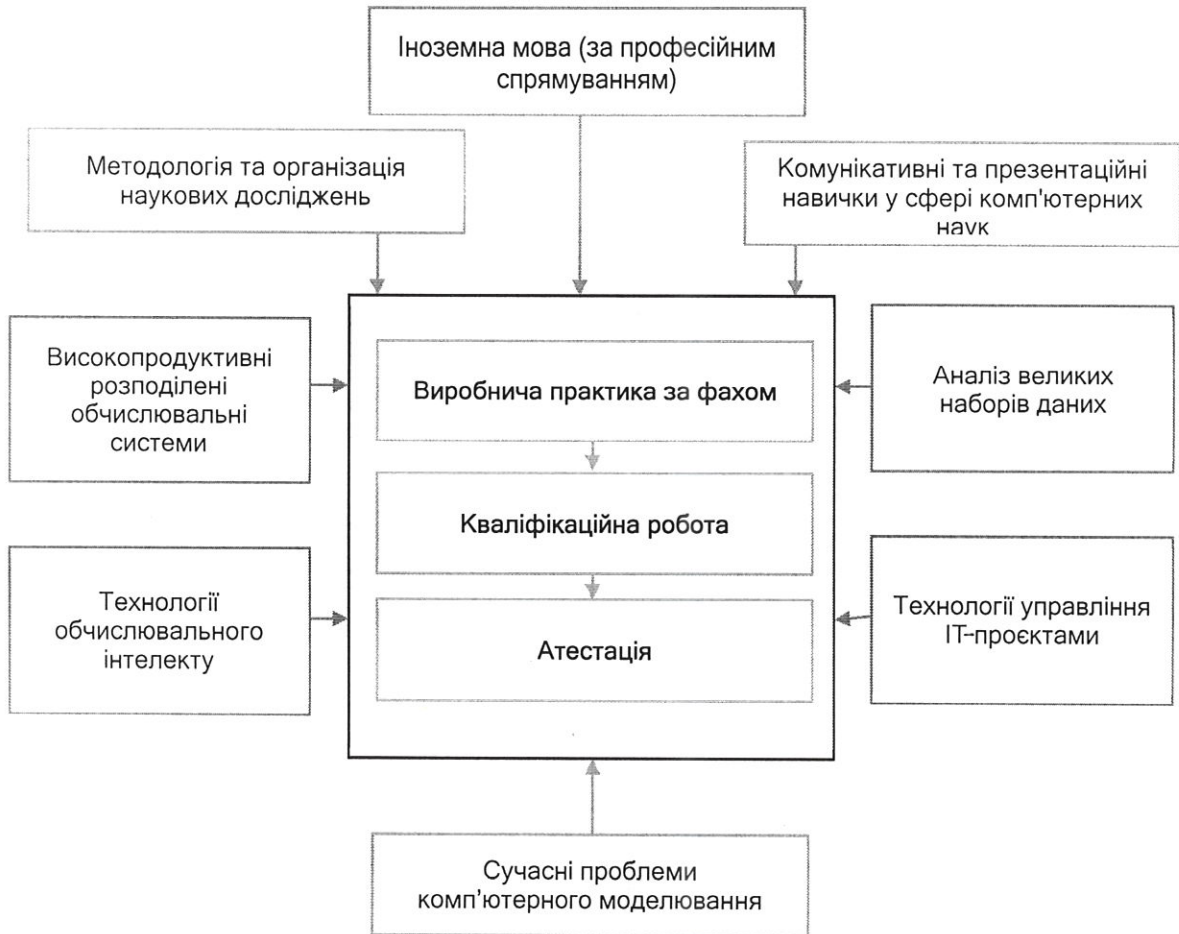 Іноземна мова (за професійним
спрямуванням)
Методологія та організація
наукових досліджень
Комунікативні та презентаційні
навички у сфері комп'ютерних
наук
Високопродуктивні
розподілені
обчислювальні
системи
Виробнича практика за фахом
Аналіз великих
наборів даних
Кваліфікаційна робота
Технології
обчислювального
інтелекту
Атестація
Технології управління
ІТ-проєктами
Сучасні проблеми
комп’ютерного моделювання